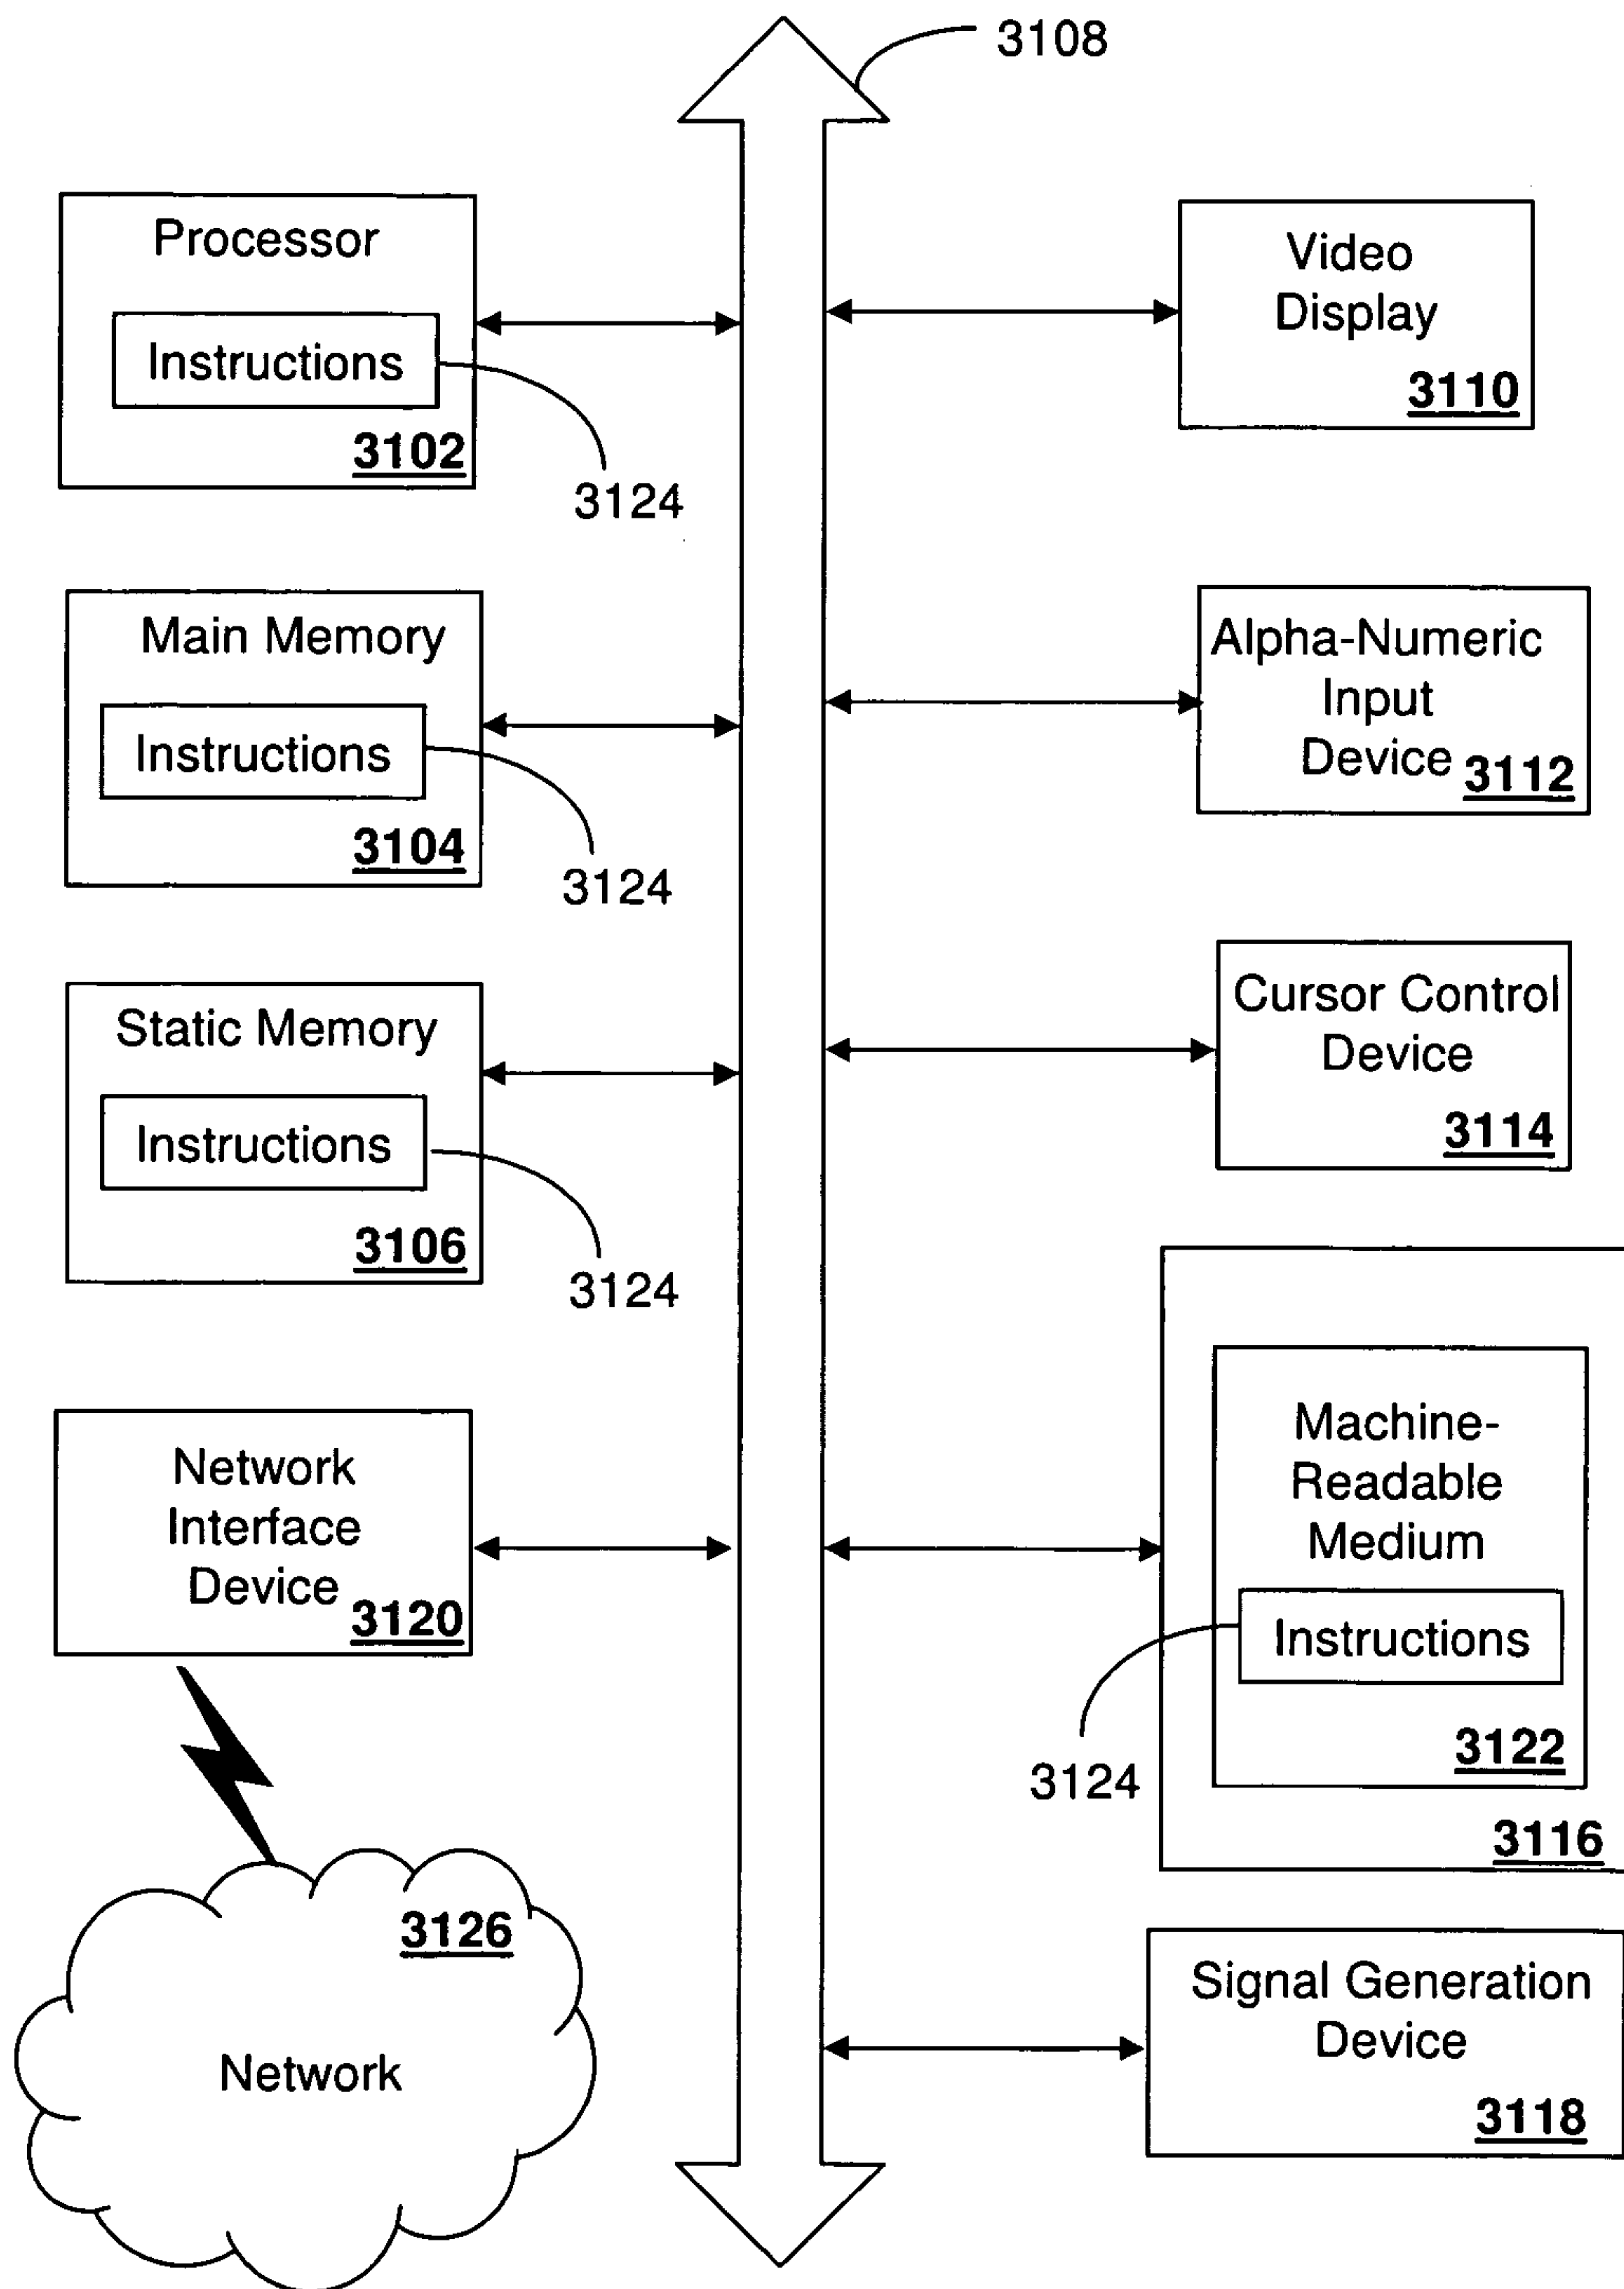 3108
Processor
Instructions
3102
3124
Main Memory
Instructions
3104
3124
Static Memory
Instructions
3106
3124
Network
Interface
Device
3120
3126
Network
Video
Display
3110
Alpha-Numeric
Input
Device
3112
Cursor Control
Device
3114
Machine-
Readable
Medium
Instructions
3122
3124
3116
Signal Generation
Device
3118